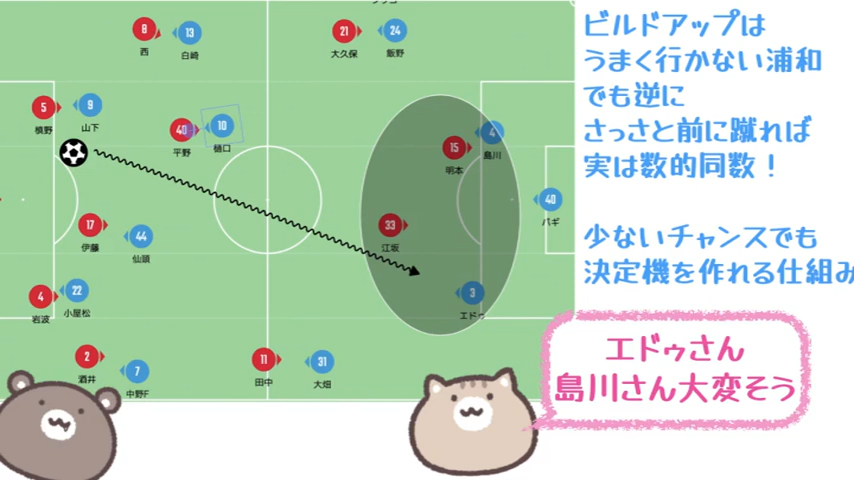 8
西
13
白崎
21
大久保
24
飯野
5
槙野
9
山下
40
平野
10
樋口
15
明本
4
島川
40
パギ
17
伊藤
44
仙頭
33
江坂
4
岩波
22
小屋松
3
エドゥ
2
酒井
7
中野F
11
田中
31
大畑
ビルドアップは
うまく行かない浦和
でも逆に
さっさと前に蹴れば
実は数的同数！
少ないチャンスでも
決定機を作れる仕組み
エドゥさん
島川さん大変そう